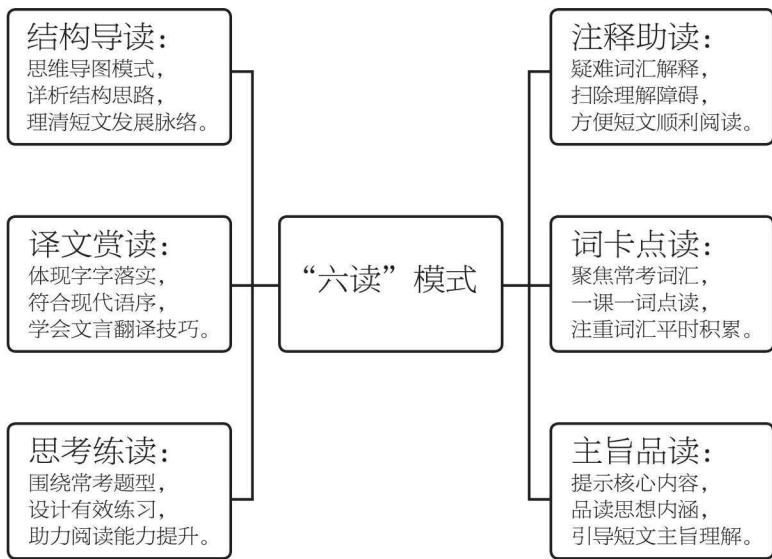 结构导读：
思维导图模式，
详析结构思路，
理清短文发展脉络。
注释助读：
疑难词汇解释，
扫除理解障碍，
方便短文顺利阅读。
译文赏读：
体现字字落实，
符合现代语序，
学会文言翻译技巧。
“六读”模式
词卡点读：
聚焦常考词汇，
一课一词点读，
注重词汇平时积累。
思考练读：
围绕常考题型，
设计有效练习，
助力阅读能力提升。
主旨品读：
提示核心内容，
品读思想内涵，
引导短文主旨理解。